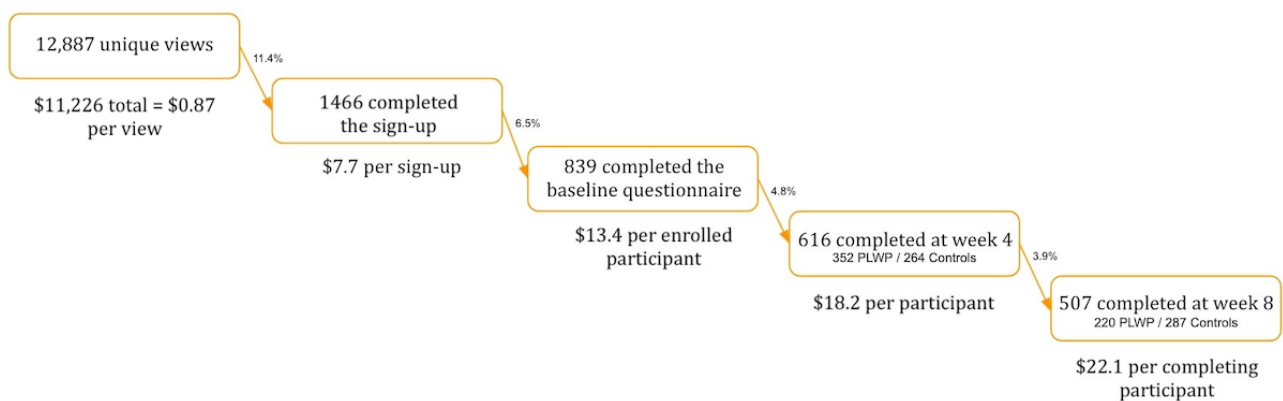 12,887 unique views
$11,226 total = $0.87
per view
11.4%
1466 completed
the sign-up
$7.7 per sign-up
6.5%
839 completed the
baseline questionnaire
$13.4 per enrolled
participant
4.8%
616 completed at week 4
352 PLWP / 264 Controls
$18.2 per participant
3.9%
507 completed at week 8
220 PLWP / 287 Controls
$22.1 per completing
participant